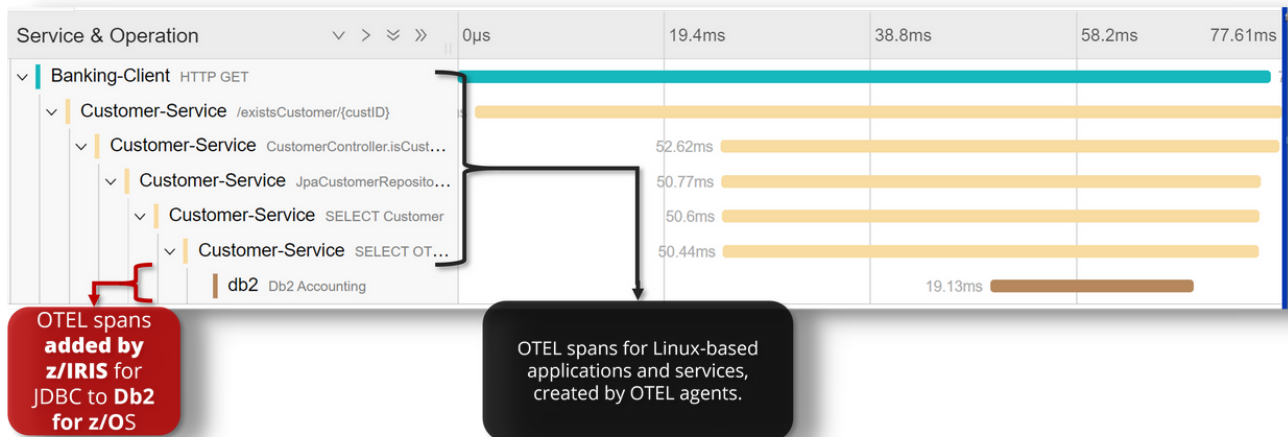 Service & Operation 0µs 19.4ms 38.8ms 58.2ms 77.61ms
Banking-Client HTTP GET
Customer-Service /existsCustomer/{custID}
Customer-Service CustomerController.isCust... 52.62ms
Customer-Service JpaCustomerReposito... 50.77ms
Customer-Service SELECT Customer 50.6ms
Customer-Service SELECT OT... 50.44ms
db2 Db2 Accounting 19.13ms
OTEL spans
added by
z/IRIS for
JDBC to Db2
for z/OS
OTEL spans for Linux-based
applications and services,
created by OTEL agents.